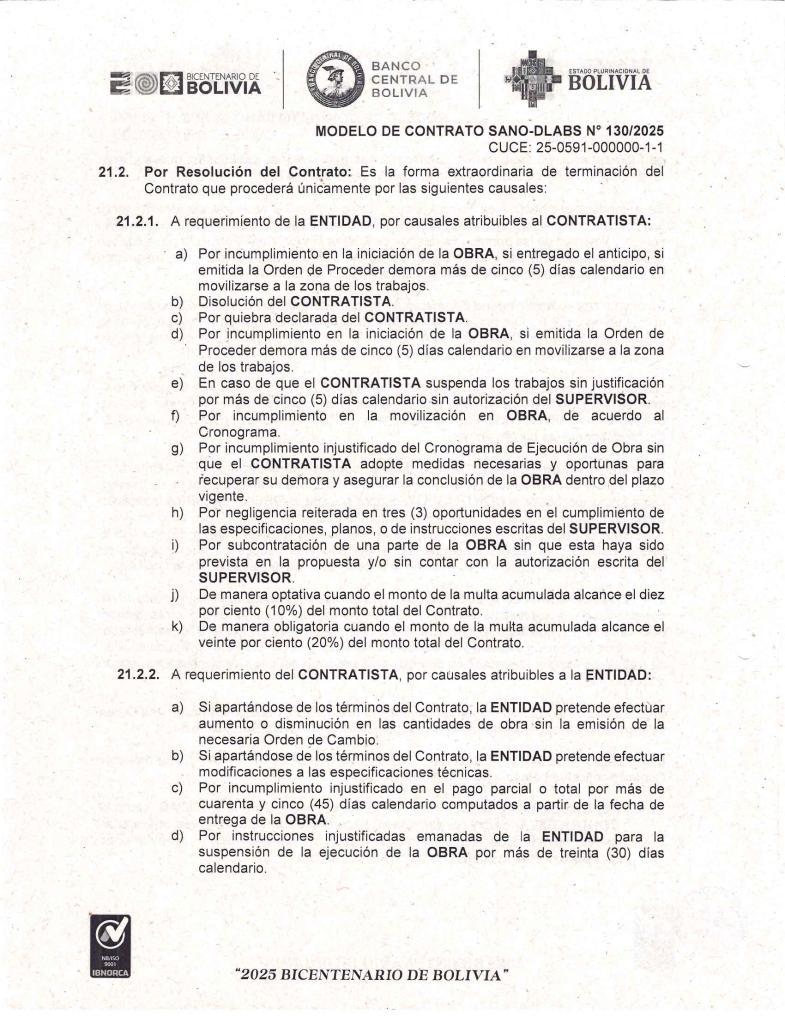 BICENTENARIO DE
BOLIVIA
BANCO
CENTRAL DE
BOLIVIA
ESTADO PLURINACIONAL DE
BOLIVIA
MODELO DE CONTRATO SANO-DLABS N° 130/2025
CUCE: 25-0591-000000-1-1
21.2. Por Resolución del Contrato: Es la forma extraordinaria de terminación del
Contrato que procederá únicamente por las siguientes causales:
21.2.1. A requerimiento de la ENTIDAD, por causales atribuibles al CONTRATISTA:
a) Por incumplimiento en la iniciación de la OBRA, si entregado el anticipo, si
emitida la Orden de Proceder demora más de cinco (5) días calendario en
movilizarse a la zona de los trabajos.
b) Disolución del CONTRATISTA.
c) Por quiebra declarada del CONTRATISTA.
d) Por incumplimiento en la iniciación de la OBRA, si emitida la Orden de
Proceder demora más de cinco (5) días calendario en movilizarse a la zona
de los trabajos.
e) En caso de que el CONTRATISTA suspenda los trabajos sin justificación
por más de cinco (5) días calendario sin autorización del SUPERVISOR.
f) Por incumplimiento en la movilización en OBRA, de acuerdo al
Cronograma.
g) Por incumplimiento injustificado del Cronograma de Ejecución de Obra sin
que el CONTRATISTA adopte medidas necesarias y oportunas para
recuperar su demora y asegurar la conclusión de la OBRA dentro del plazo
vigente.
h) Por negligencia reiterada en tres (3) oportunidades en el cumplimiento de
las especificaciones, planos, o de instrucciones escritas del SUPERVISOR.
i) Por subcontratación de una parte de la OBRA sin que esta haya sido
prevista en la propuesta y/o sin contar con la autorización escrita del
SUPERVISOR.
j) De manera optativa cuando el monto de la multa acumulada alcance el diez
por ciento (10%) del monto total del Contrato.
k) De manera obligatoria cuando el monto de la multa acumulada alcance el
veinte por ciento (20%) del monto total del Contrato.
21.2.2. A requerimiento del CONTRATISTA, por causales atribuibles a la ENTIDAD:
a) Si apartándose de los términos del Contrato, la ENTIDAD pretende efectuar
aumento o disminución en las cantidades de obra sin la emisión de la
necesaria Orden de Cambio.
b) Si apartándose de los términos del Contrato, la ENTIDAD pretende efectuar
modificaciones a las especificaciones técnicas.
c) Por incumplimiento injustificado en el pago parcial o total por más de
cuarenta y cinco (45) días calendario computados a partir de la fecha de
entrega de la OBRA.
d) Por instrucciones injustificadas emanadas de la ENTIDAD para la
suspensión de la ejecución de la OBRA por más de treinta (30) días
calendario.
NB/ISO
9001
IBNORCA
"2025 BICENTENARIO DE BOLIVIA"